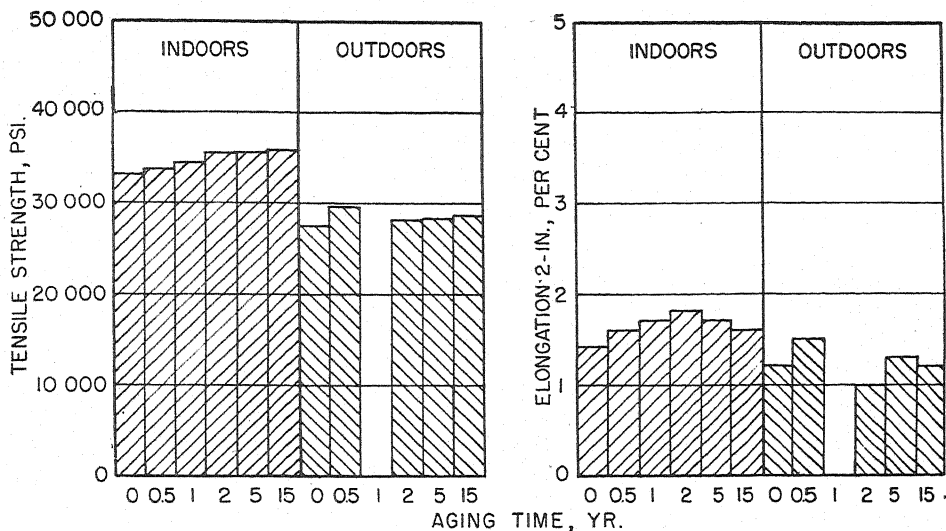 TENSILE STRENGTH, PSI.
50 000
40 000
30 000
20 000
10 000
0
INDOORS
OUTDOORS
0 0.5 1 2 5 15 0 0.5 1 2 5 15
ELONGATION·2-IN., PER CENT
5
4
3
2
1
0
INDOORS
OUTDOORS
0 0.5 1 2 5 15 0 0.5 1 2 5 15.
AGING TIME, YR.